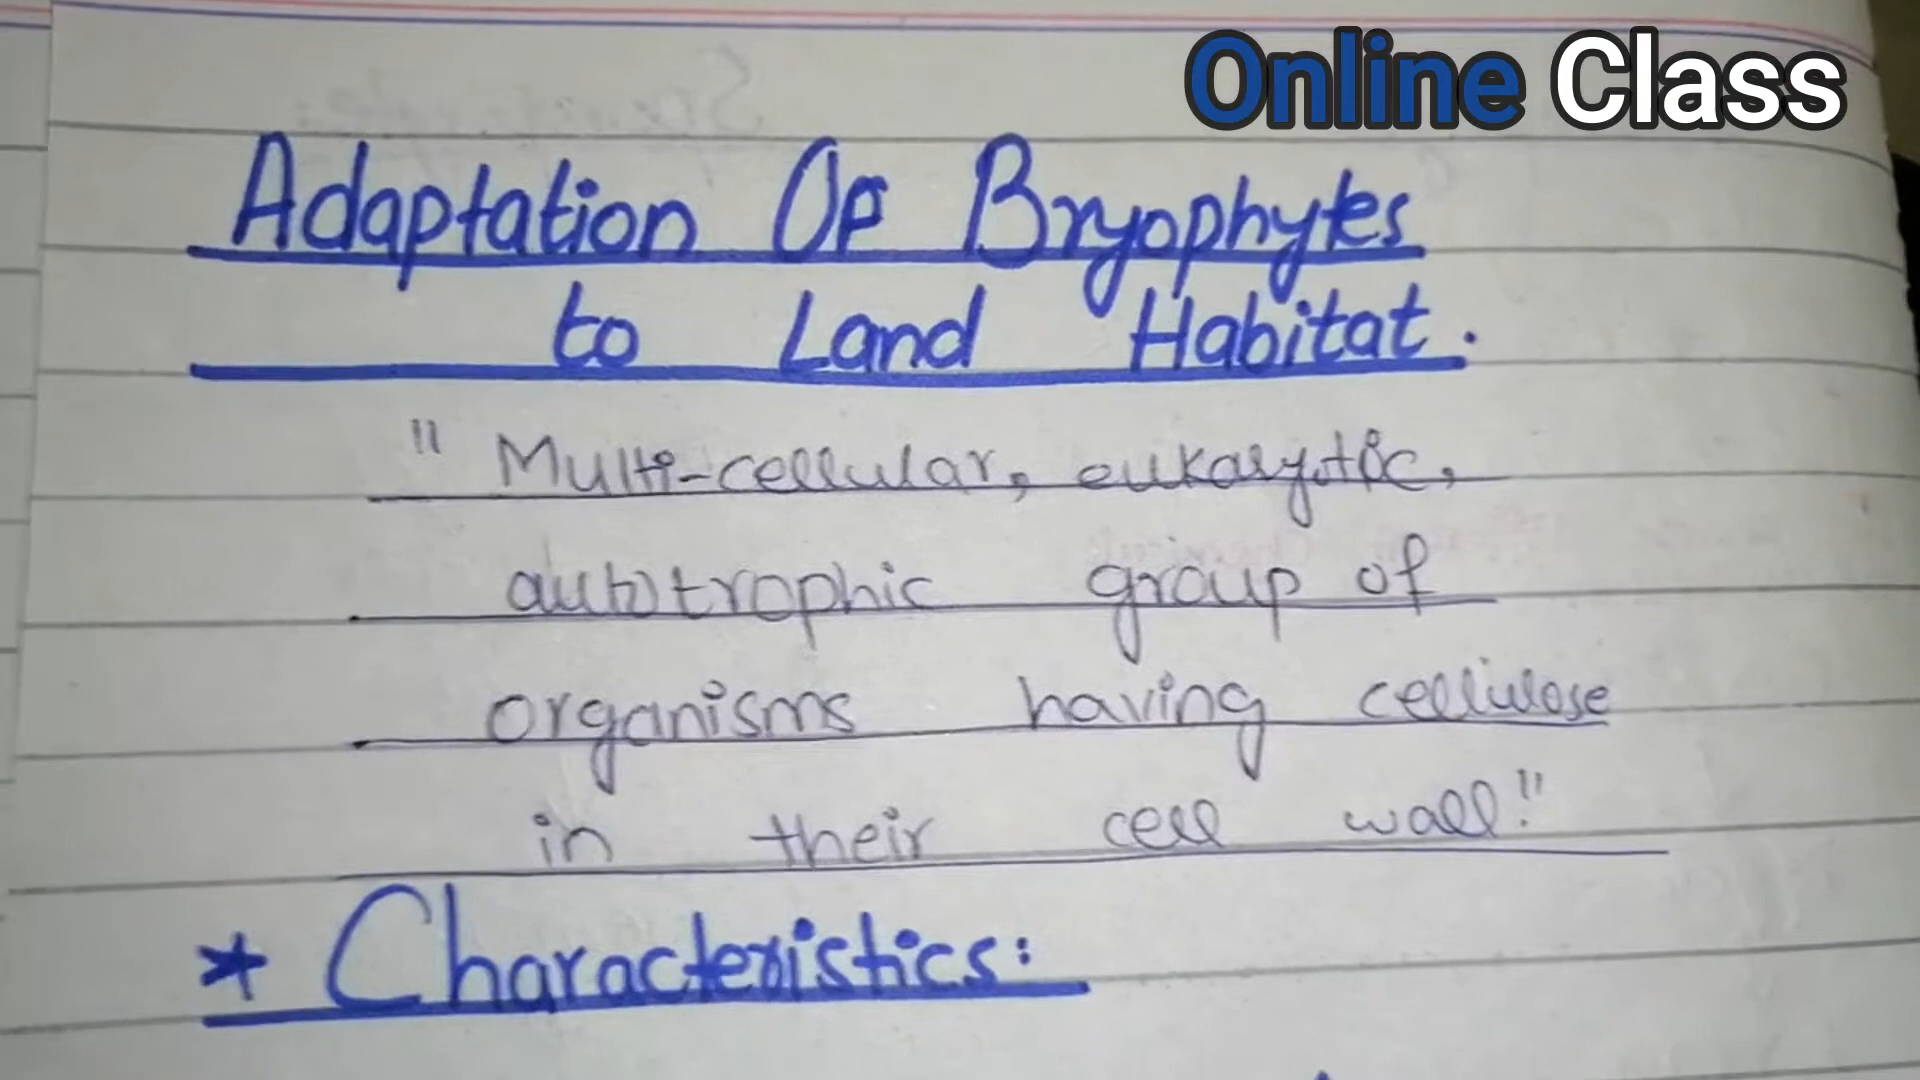 Online Class
Adaptation Of Bryophytes
to Land Habitat.
" Multi-cellular, eukaryotic,
autotrophic group of
organisms having cellulose
in their cell wall."
* Characteristics: